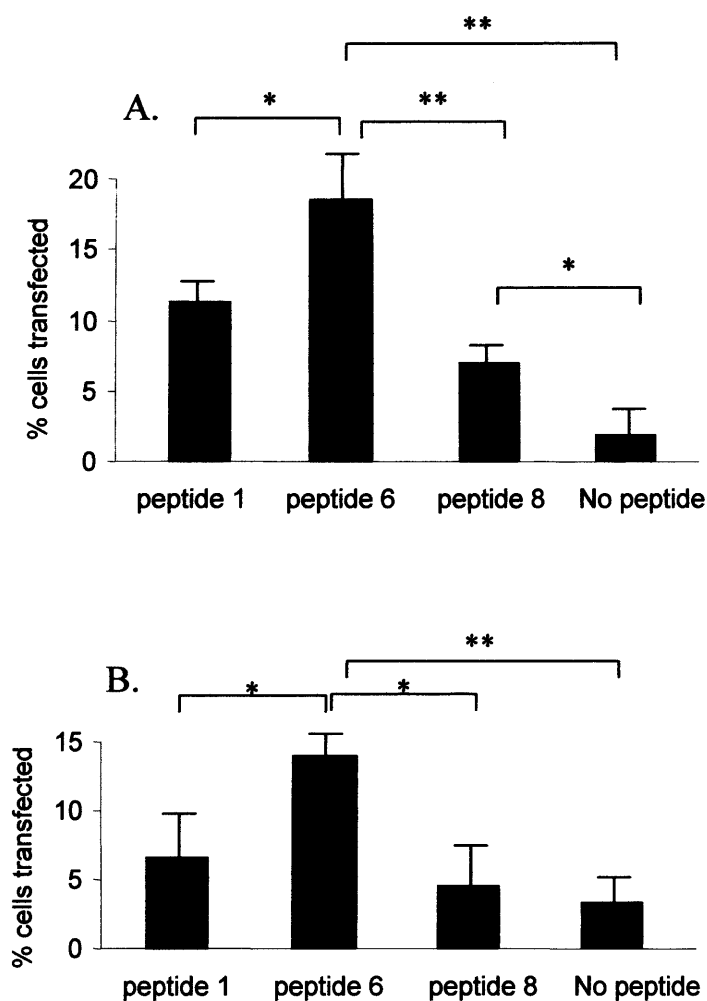 **
A.
* **
20
15
*
10
5
0
% cells transfected
peptide 1 peptide 6 peptide 8 No peptide
**
B.
* *
15
10
5
0
% cells transfected
peptide 1 peptide 6 peptide 8 No peptide